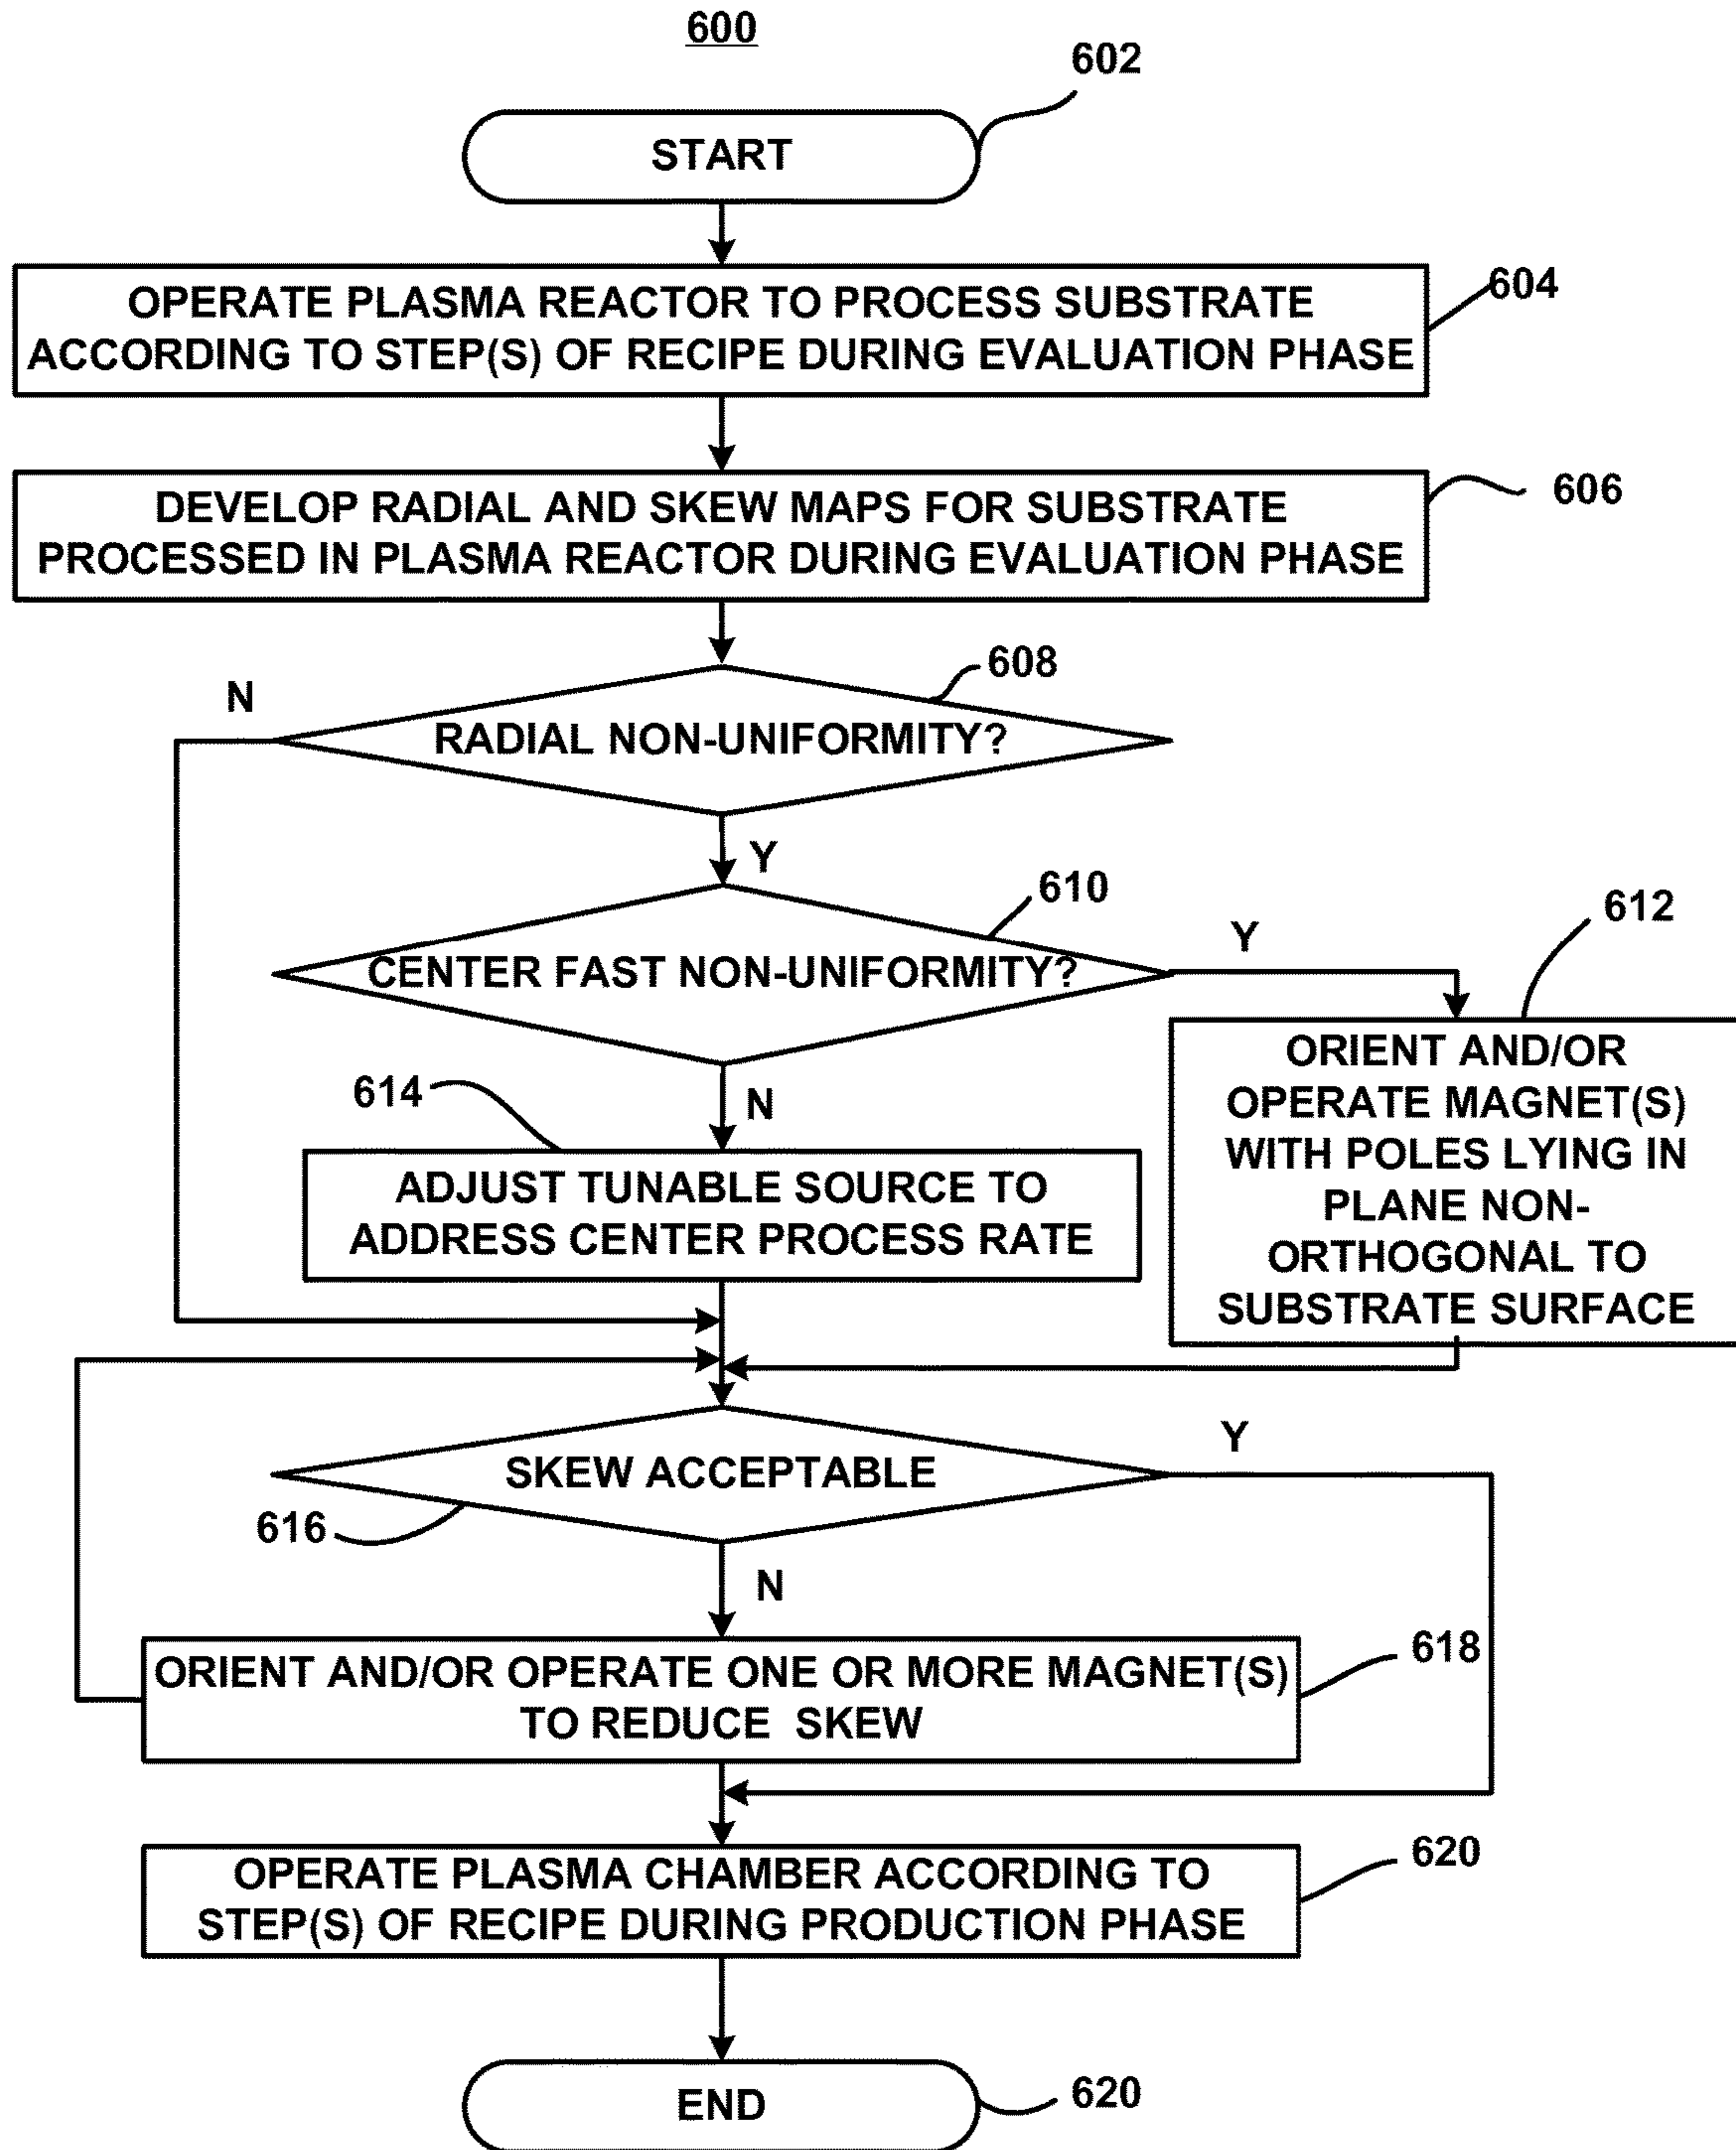 600
602
START
604
OPERATE PLASMA REACTOR TO PROCESS SUBSTRATE
ACCORDING TO STEP(S) OF RECIPE DURING EVALUATION PHASE
606
DEVELOP RADIAL AND SKEW MAPS FOR SUBSTRATE
PROCESSED IN PLASMA REACTOR DURING EVALUATION PHASE
608
N
RADIAL NON-UNIFORMITY?
Y
610
CENTER FAST NON-UNIFORMITY?
Y
612
ORIENT AND/OR
OPERATE MAGNET(S)
WITH POLES LYING IN
PLANE NON-
ORTHOGONAL TO
SUBSTRATE SURFACE
N
614
ADJUST TUNABLE SOURCE TO
ADDRESS CENTER PROCESS RATE
SKEW ACCEPTABLE
Y
616
N
ORIENT AND/OR OPERATE ONE OR MORE MAGNET(S)
TO REDUCE SKEW
618
OPERATE PLASMA CHAMBER ACCORDING TO
STEP(S) OF RECIPE DURING PRODUCTION PHASE
620
END
620